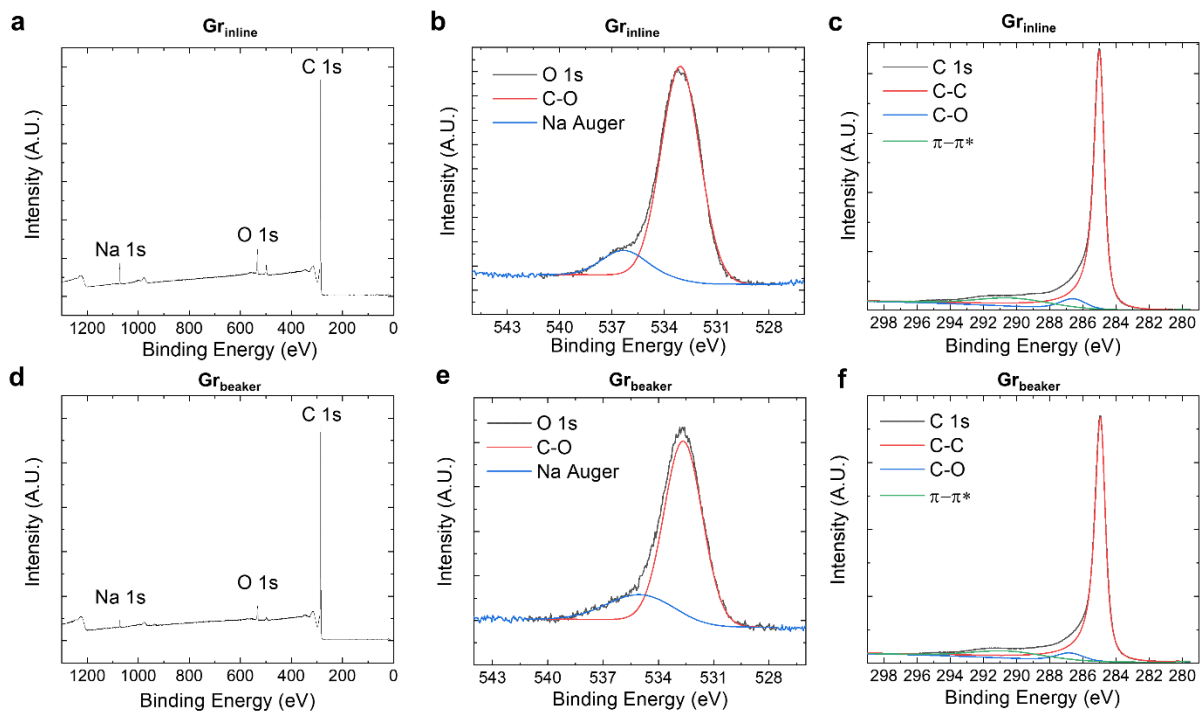 a
Gr_inline
C 1s
O 1s
Na 1s
Intensity (A.U.)
1200 1000 800 600 400 200 0
Binding Energy (eV)
b
Gr_inline
O 1s
C-O
Na Auger
Intensity (A.U.)
543 540 537 534 531 528
Binding Energy (eV)
c
Gr_inline
C 1s
C-C
C-O
π−π*
Intensity (A.U.)
298 296 294 292 290 288 286 284 282 280
Binding Energy (eV)
d
Gr_beaker
C 1s
O 1s
Na 1s
Intensity (A.U.)
1200 1000 800 600 400 200 0
Binding Energy (eV)
e
Gr_beaker
O 1s
C-O
Na Auger
Intensity (A.U.)
543 540 537 534 531 528
Binding Energy (eV)
f
Gr_beaker
C 1s
C-C
C-O
π−π*
Intensity (A.U.)
298 296 294 292 290 288 286 284 282 280
Binding Energy (eV)